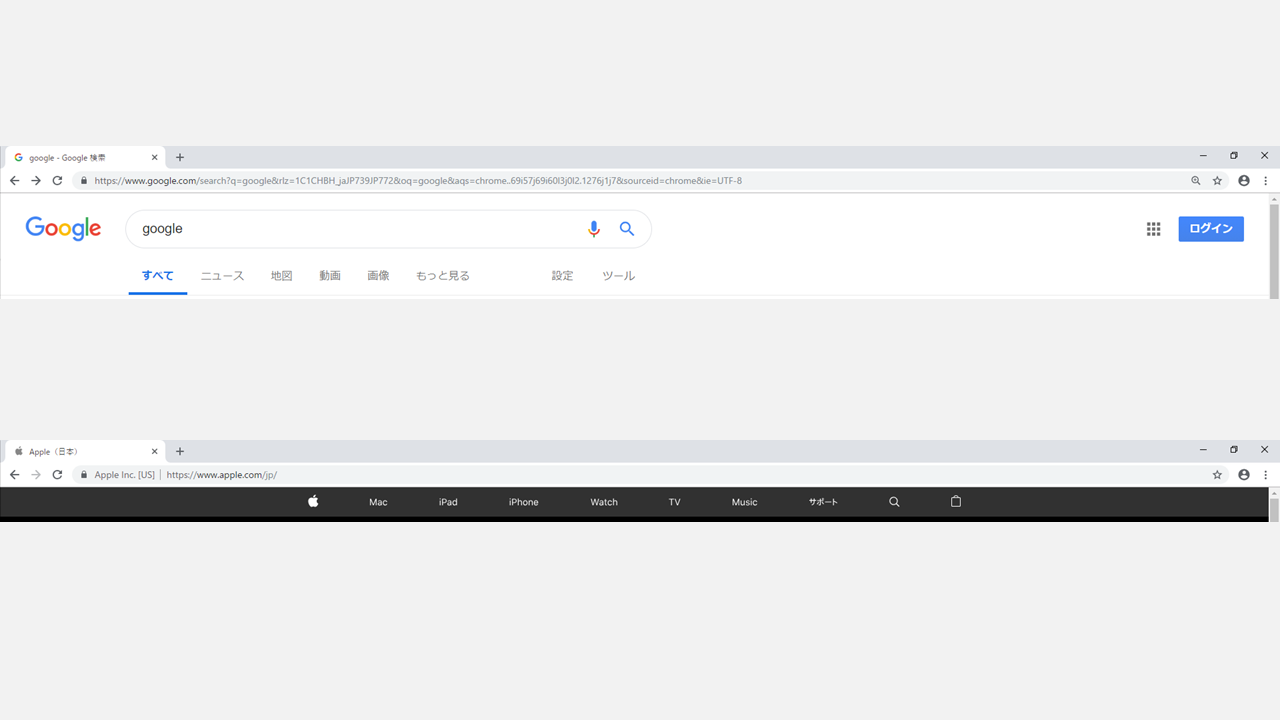 google - Google 検索
https://www.google.com/search?q=google&rlz=1C1CHBH_jaJP739JP772&oq=google&aqs=chrome..69i57j69i60l3j0l2.1276j1j7&sourceid=chrome&ie=UTF-8
Google google ログイン
すべて ニュース 地図 動画 画像 もっと見る 設定 ツール
Apple（日本）
Apple Inc. [US] | https://www.apple.com/jp/
Mac iPad iPhone Watch TV Music サポート